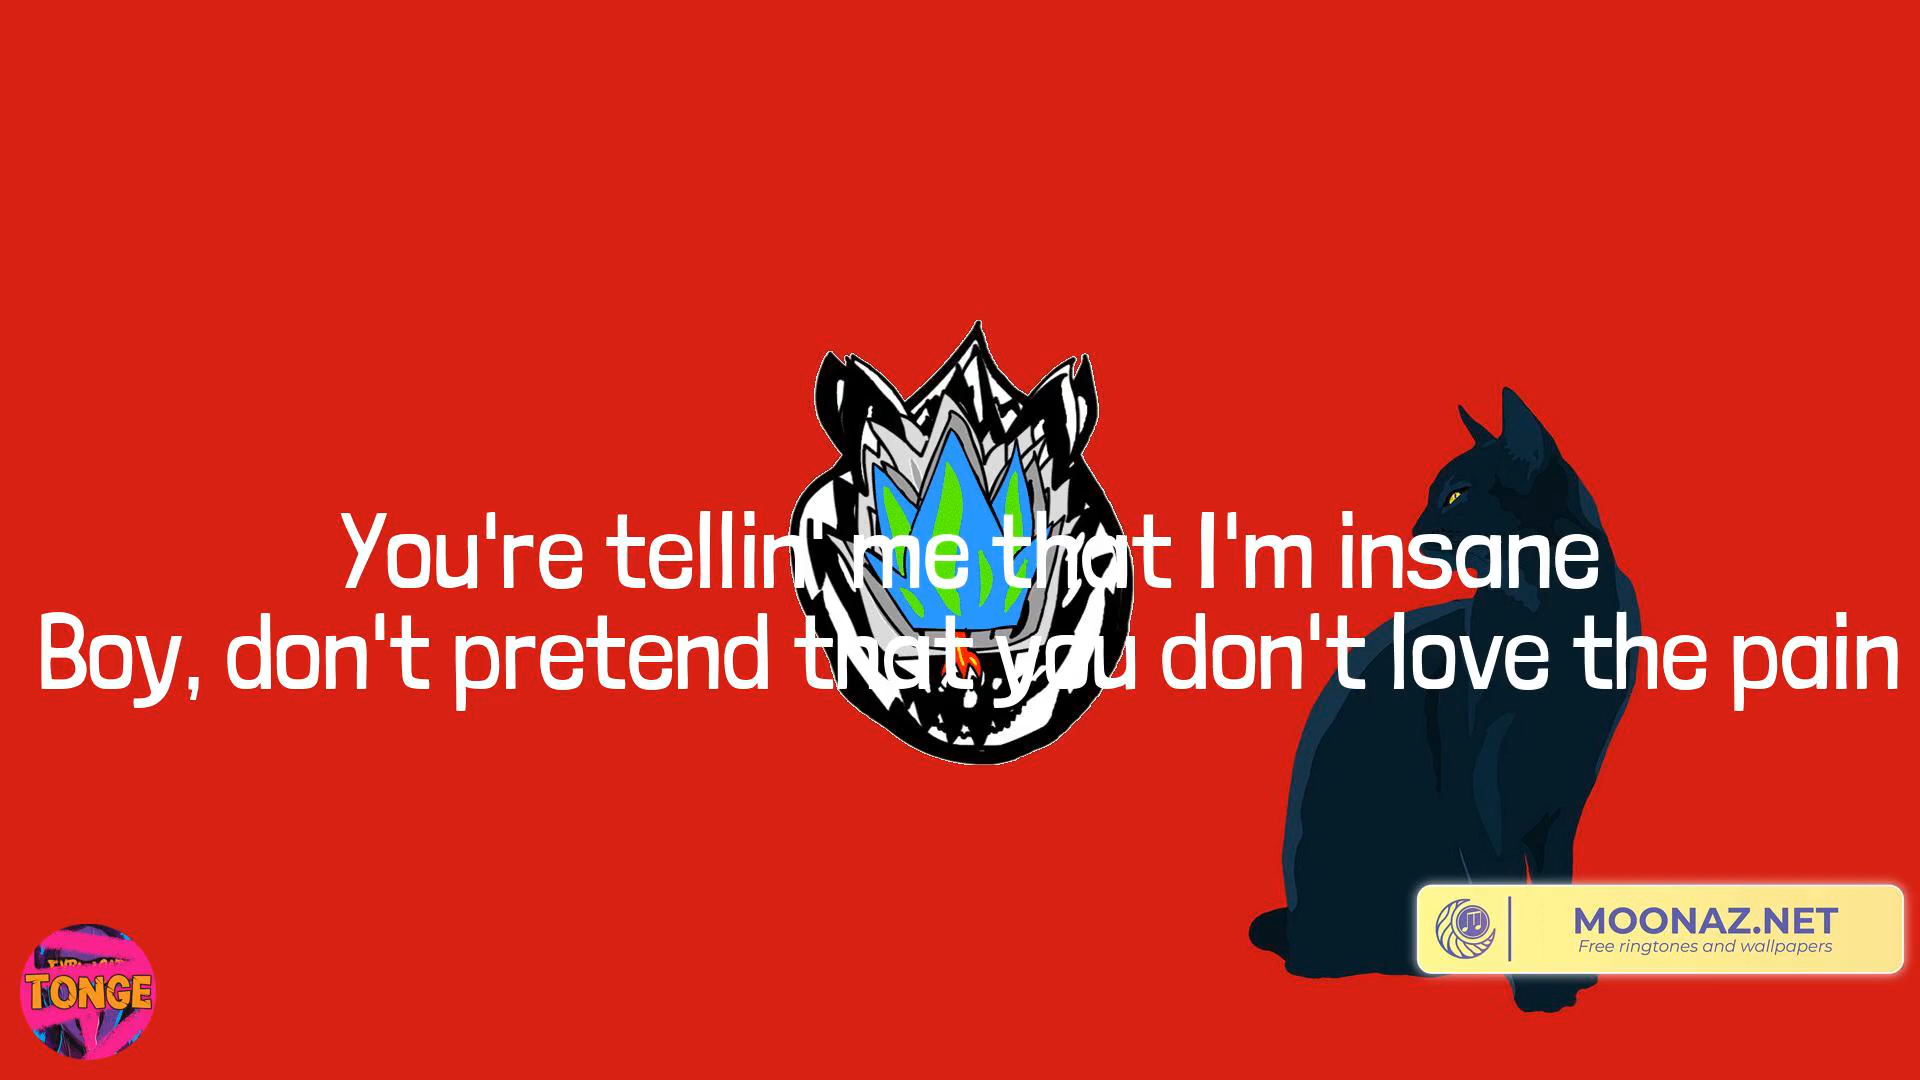 You're tellin' me that I'm insane
Boy, don't pretend that you don't love the pain
MOONAZ.NET
Free ringtones and wallpapers
TONGE